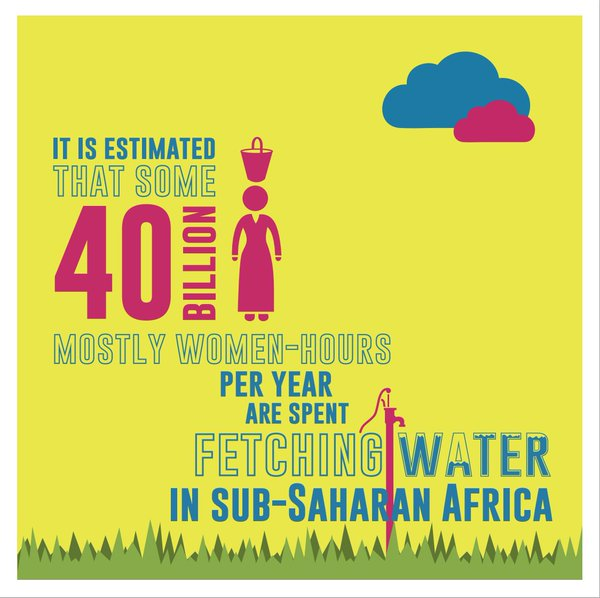 IT IS ESTIMATED
THAT SOME
40 BILLION
MOSTLY WOMEN-HOURS
PER YEAR
ARE SPENT
FETCHING WATER
IN SUB-SAHARAN AFRICA